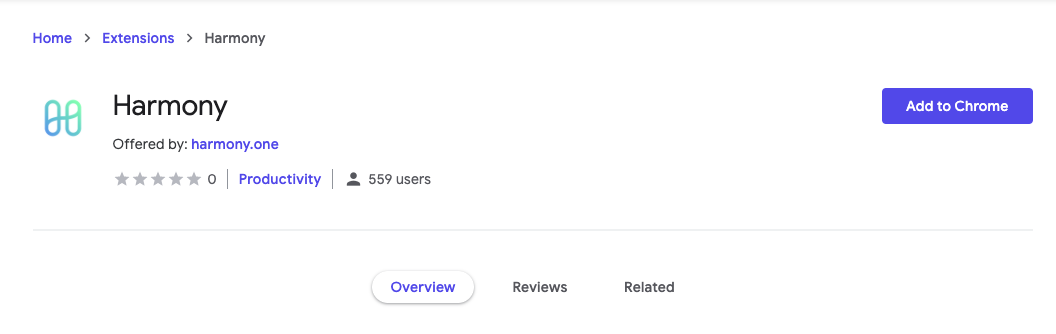 Home > Extensions > Harmony
Harmony
Add to Chrome
Offered by: harmony.one
0 | Productivity | 559 users
Overview Reviews Related